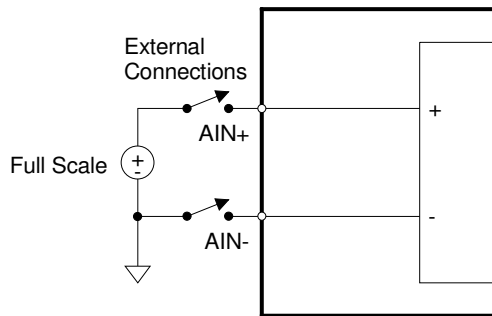 External
Connections
AIN+
+
Full Scale
+
-
AIN-
-